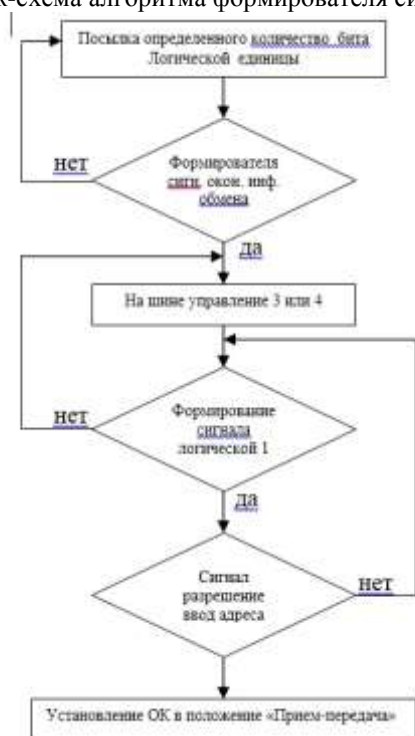 к-схема алгоритма формирователя си
Посылка определенного количество бита
Логической единицы
нет
Формирователя
сигн. окон. инф.
обмена
да
На шине управление 3 или 4
нет
Формирование
сигнала
логической 1
да
Сигнал
разрешение
ввод адреса
нет
Установление ОК в положение «Прием-передача»